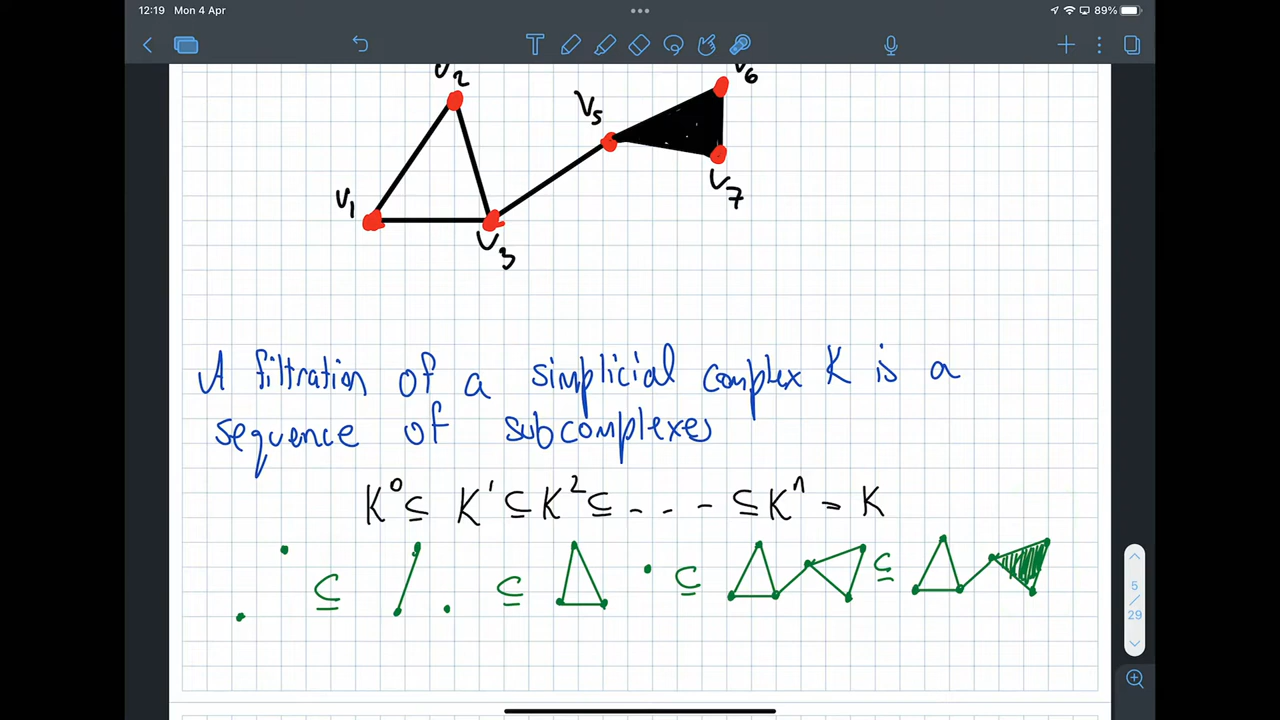 12:19 Mon 4 Apr
89%
T
V2
V6
V5
V1
V7
V3
A filtration of a simplicial complex K is a
sequence of subcomplexes
K⁰ ⊆ K¹ ⊆ K² ⊆ - - - ⊆ Kⁿ = K
⊆ ⊆ ⊆ ⊆
5
/
29